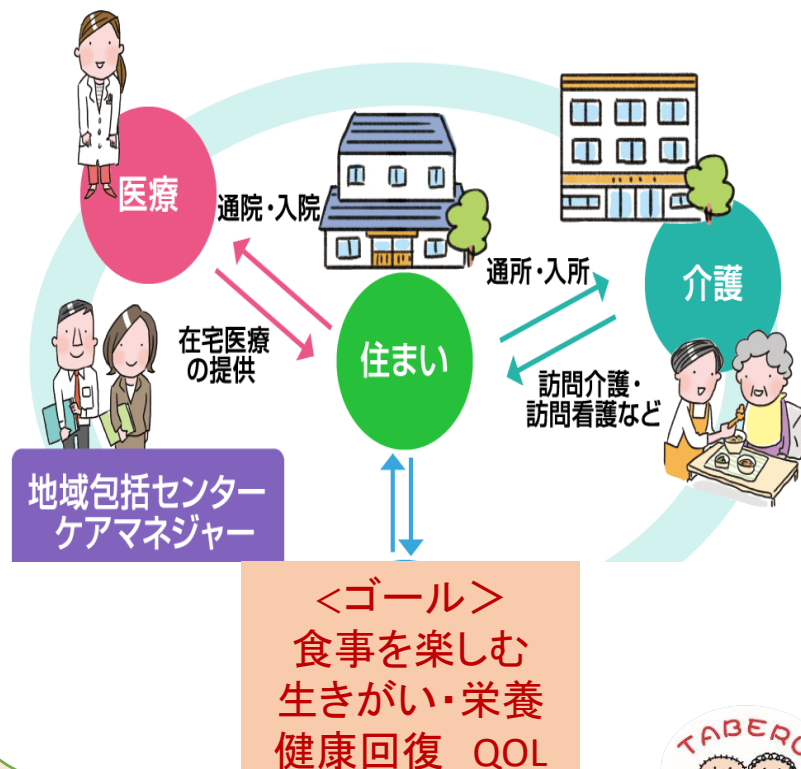 医療
通院・入院
在宅医療
の提供
住まい
通所・入所
介護
訪問介護・
訪問看護など
地域包括センター
ケアマネジャー
<ゴール＞
食事を楽しむ
生きがい・栄養
健康回復　QOL